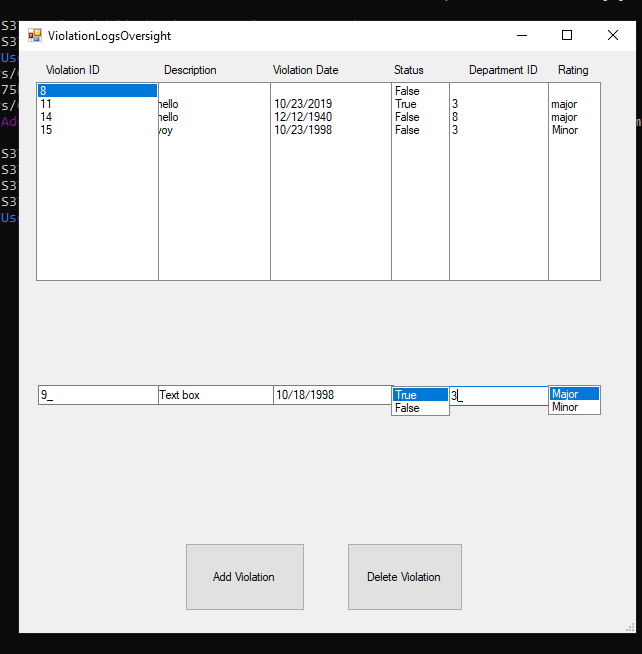 ViolationLogsOversight
Violation ID Description Violation Date Status Department ID Rating
8 False
11 hello 10/23/2019 True 3 major
14 hello 12/12/1940 False 8 major
15 yoy 10/23/1998 False 3 Minor
9_ Text box 10/18/1998 True 3_ Major
False Minor
Add Violation Delete Violation